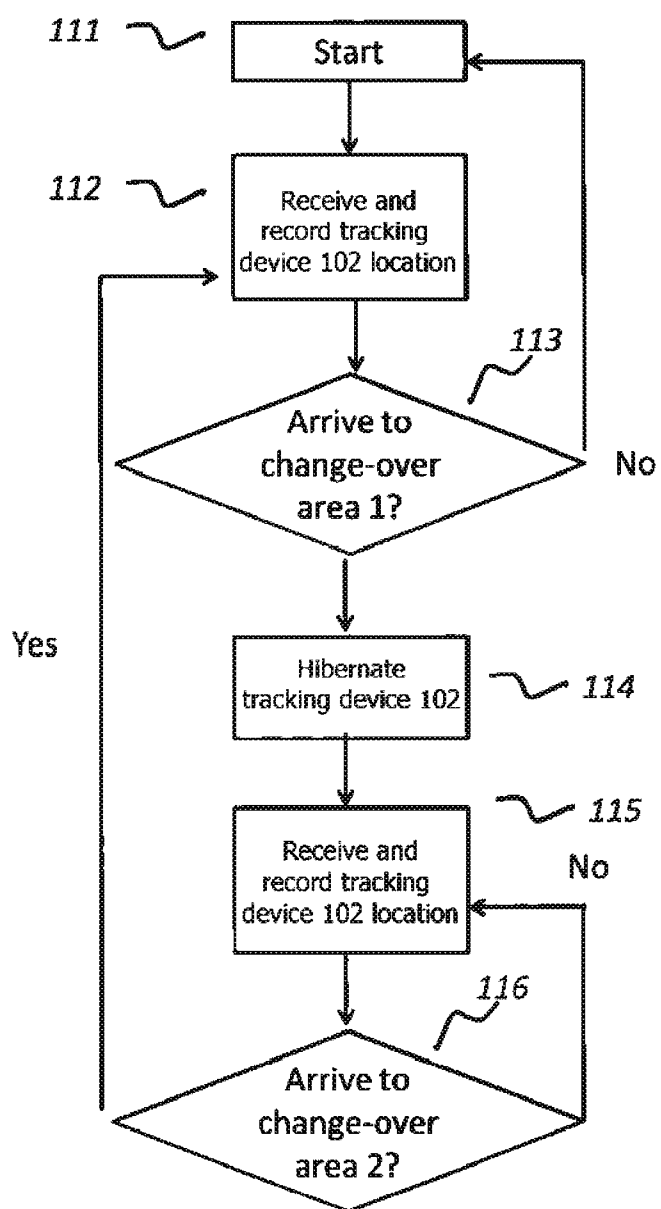 111
Start
112
Receive and
record tracking
device 102 location
113
Arrive to
change-over
area 1?
No
Yes
Hibernate
tracking device 102
114
115
Receive and
record tracking
device 102 location
No
116
Arrive to
change-over
area 2?